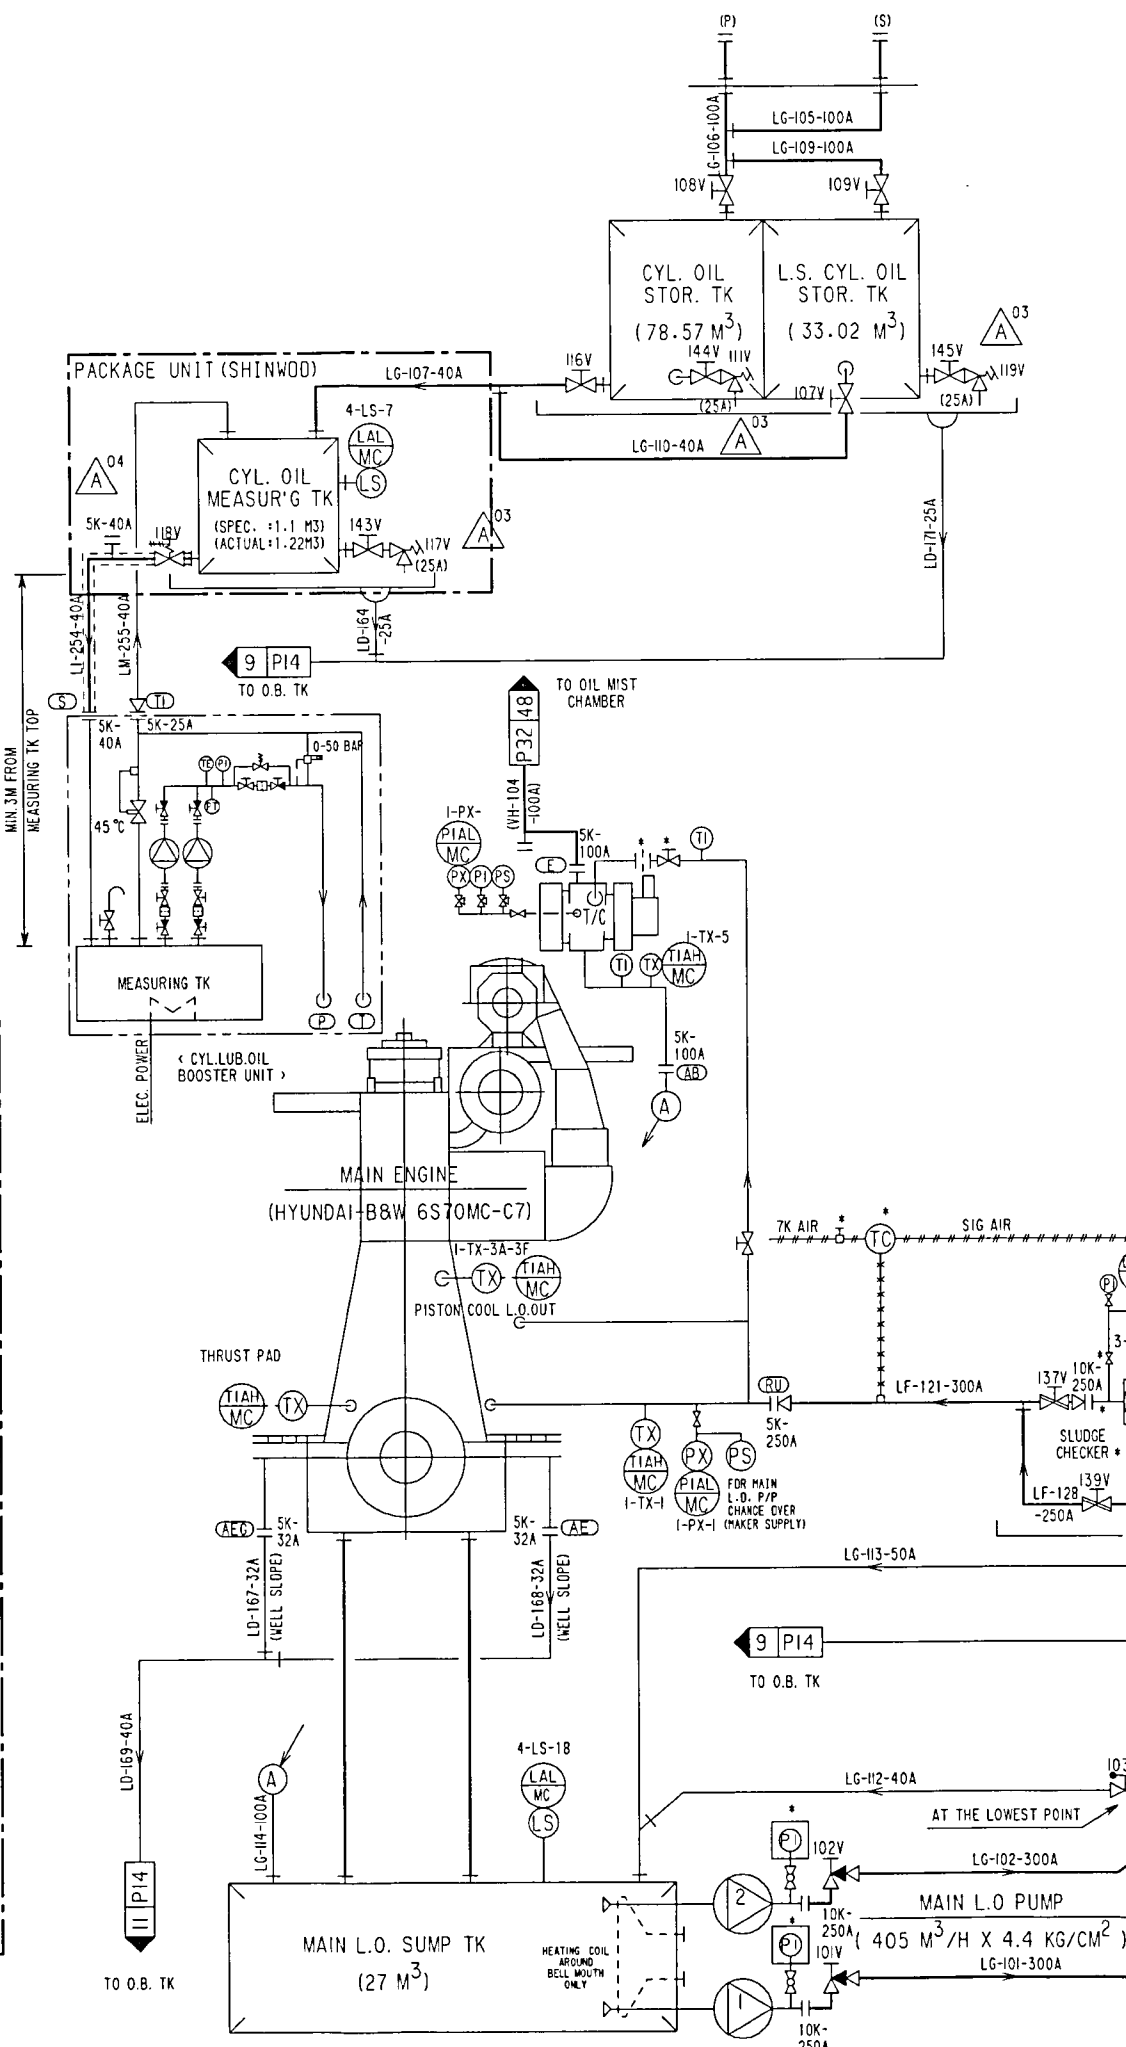 (P)
(S)
LG-106-100A
LG-105-100A
LG-109-100A
108V
109V
CYL. OIL
STOR. TK
(78.57 M³)
L.S. CYL. OIL
STOR. TK
(33.02 M³)
A
03
116V
144V
111V
(25A)
107V
145V
119V
(25A)
A
03
PACKAGE UNIT (SHINWOO)
LG-107-40A
LG-110-40A
4-LS-7
LAL
MC
LS
A
04
CYL. OIL
MEASUR'G TK
(SPEC. :1.1 M3)
(ACTUAL:1.22M3)
A
03
5K-40A
118V
143V
117V
(25A)
LD-171-25A
LI-254-40A
LM-255-40A
LD-164
-25A
9 P14
TO O.B. TK
MIN.3M FROM
MEASURING TK TOP
S
TI
5K-
40A
5K-25A
0-50 BAR
TE
PI
PT
45°C
MEASURING TK
P
T
ELEC. POWER
< CYL.LUB.OIL
BOOSTER UNIT >
P32 48
TO OIL MIST
CHAMBER
(VH-104
-100A)
1-PX-
PIAL
MC
PX
PI
PS
E
5K-
100A
*
*
TI
T/C
TI
TX
1-TX-5
TIAH
MC
5K-
100A
AB
A
MAIN ENGINE
(HYUNDAI-B&W 6S70MC-C7)
1-TX-3A-3F
TX
TIAH
MC
PISTON COOL L.O.OUT
THRUST PAD
TIAH
MC
TX
7K AIR
*
*
TC
SIG AIR
PI
3-
*
RU
5K-
250A
LF-121-300A
137V
10K-
250A
SLUDGE
CHECKER *
*
TX
TIAH
MC
1-TX-1
PX
PIAL
MC
1-PX-1
PS
FOR MAIN
L.O. P/P
CHANGE OVER
(MAKER SUPPLY)
139V
LF-128
-250A
AEG
5K-
32A
5K-
32A
AE
LD-167-32A
(WELL SLOPE)
LD-168-32A
(WELL SLOPE)
LG-113-50A
9 P14
TO O.B. TK
LD-169-40A
11 P14
TO O.B. TK
A
LG-114-100A
4-LS-18
LAL
MC
LS
LG-112-40A
103
AT THE LOWEST POINT
*
PI
102V
LG-102-300A
2
10K-
250A
MAIN L.O PUMP
( 405 M³/H X 4.4 KG/CM² )
*
PI
101V
LG-101-300A
1
10K-
250A
MAIN L.O. SUMP TK
(27 M³)
HEATING COIL
AROUND
BELL MOUTH
ONLY